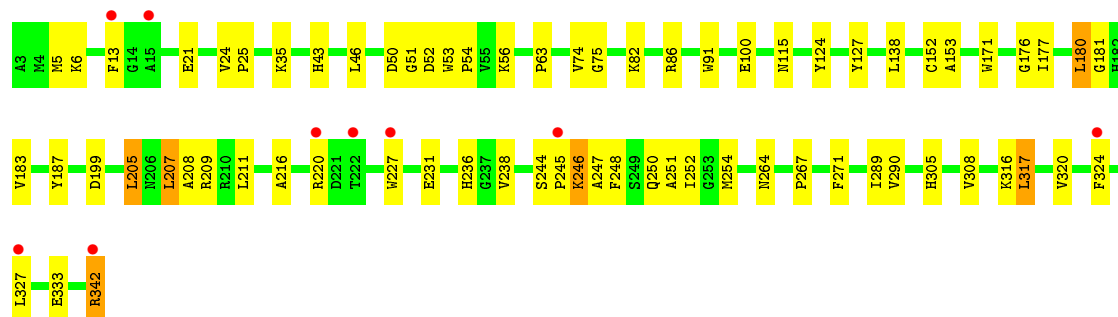 A3 M4 M5 K6 F13 G14 A15 E21 V24 P25 K35 H43 L46 D50 G51 D52 W53 P54 V55 K56 P63 V74 G75 K82 R86 W91 E100 N115 Y124 Y127 L138 C152 A153 W171 G176 I177 L180 G181 H182
V183 Y187 D199 L205 N206 L207 A208 R209 R210 L211 A216 R220 D221 T222 W227 E231 H236 G237 V238 S244 P245 K246 A247 F248 S249 Q250 A251 I252 G253 M254 N264 P267 F271 I289 V290 H305 V308 K316 L317 V320 F324
L327 E333 R342